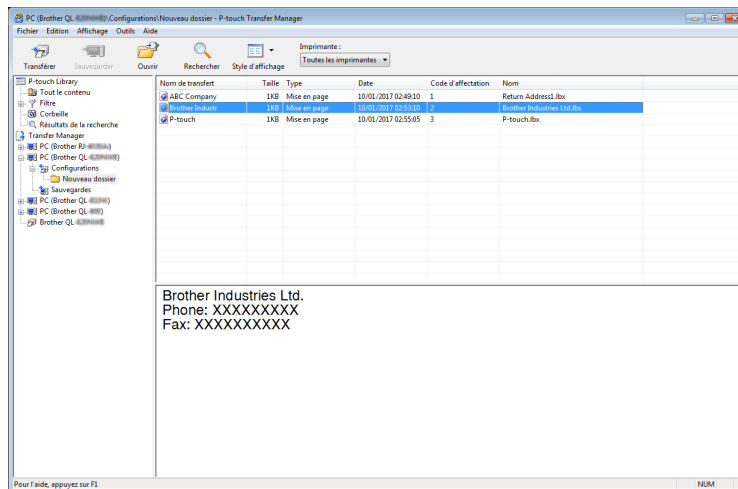 PC (Brother QL-          )\Configurations\Nouveau dossier - P-touch Transfer Manager
Fichier Edition Affichage Outils Aide
Transférer Sauvegarder Ouvrir Rechercher Style d'affichage
Imprimante :
Toutes les imprimantes
P-touch Library
Tout le contenu
Filtre
Corbeille
Résultats de la recherche
Transfer Manager
PC (Brother RJ-
PC (Brother QL-
Configurations
Nouveau dossier
Sauvegardes
PC (Brother QL-
PC (Brother QL-
Brother QL-
Nom de transfert Taille Type Date Code d'affectation Nom
ABC Company 1KB Mise en page 10/01/2017 02:49:10 1 Return Address1.lbx
Brother Industr 1KB Mise en page 10/01/2017 02:53:10 2 Brother Industries Ltd.lbx
P-touch 1KB Mise en page 10/01/2017 02:55:05 3 P-touch.lbx
Brother Industries Ltd.
Phone: XXXXXXXXX
Fax: XXXXXXXXXX
Pour l'aide, appuyez sur F1
NUM